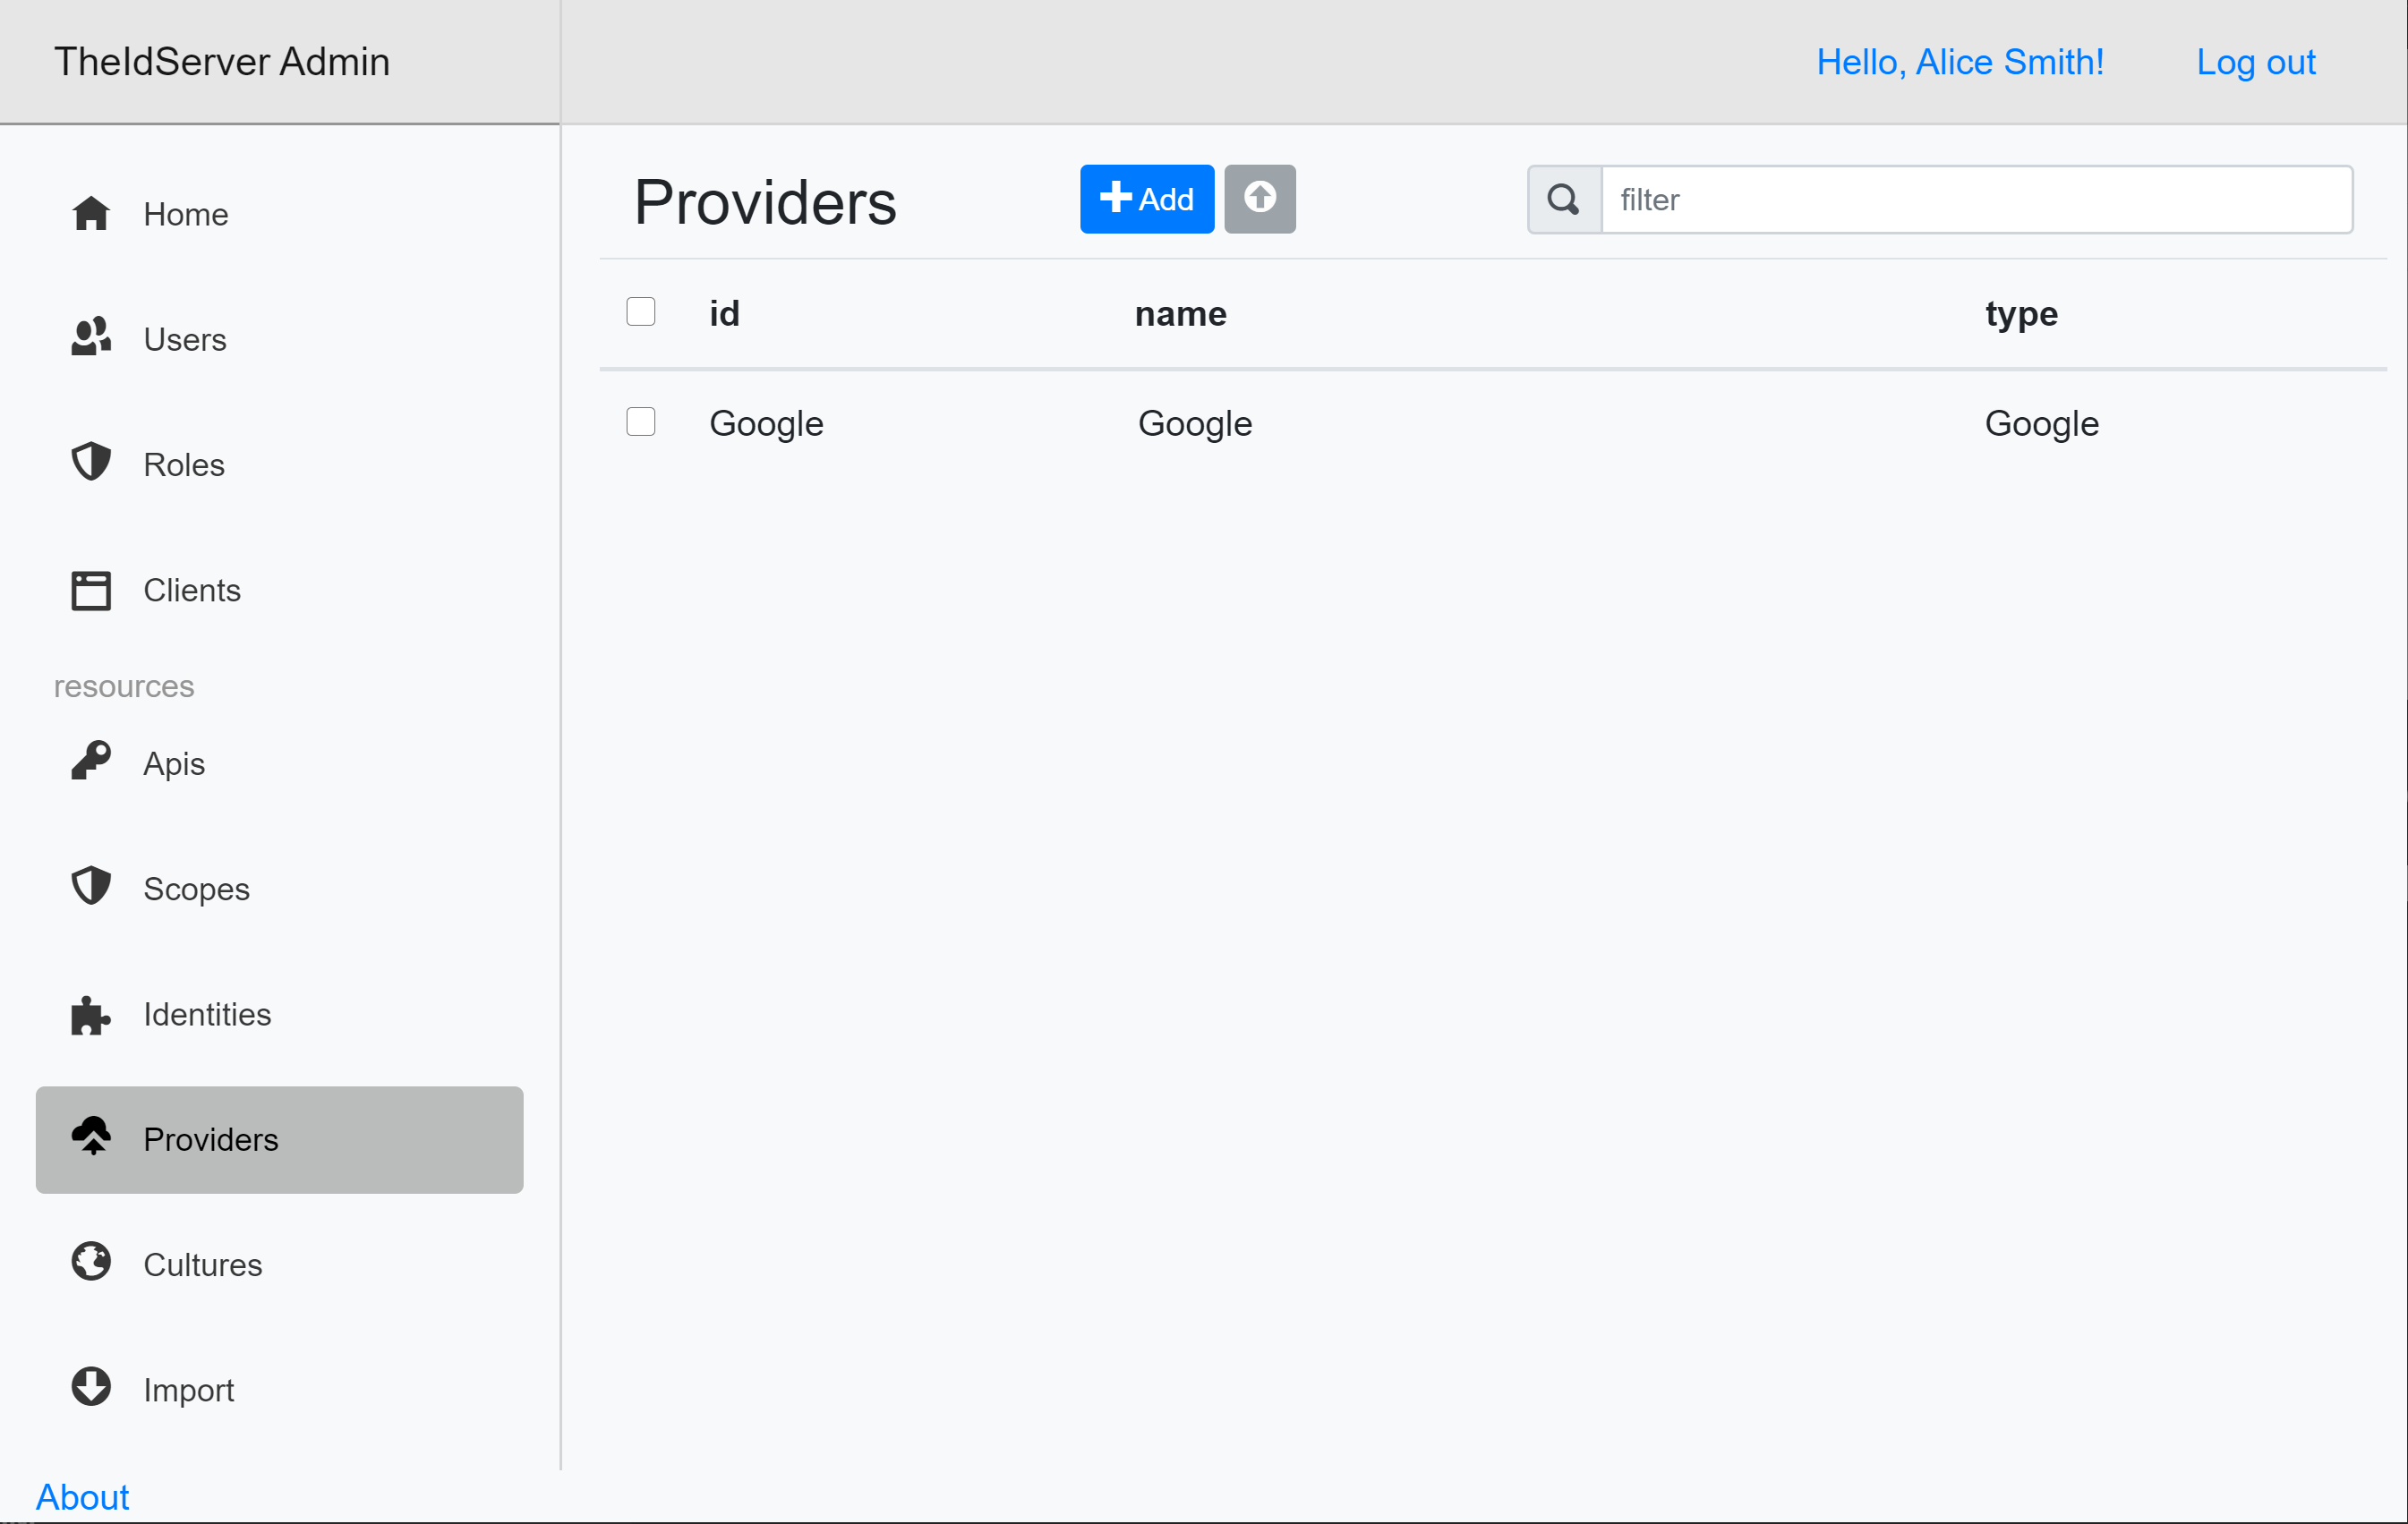 TheIdServer Admin
Hello, Alice Smith! Log out
Home
Users
Roles
Clients
resources
Apis
Scopes
Identities
Providers
Cultures
Import
About
Providers
Add
filter
id name type
Google Google Google